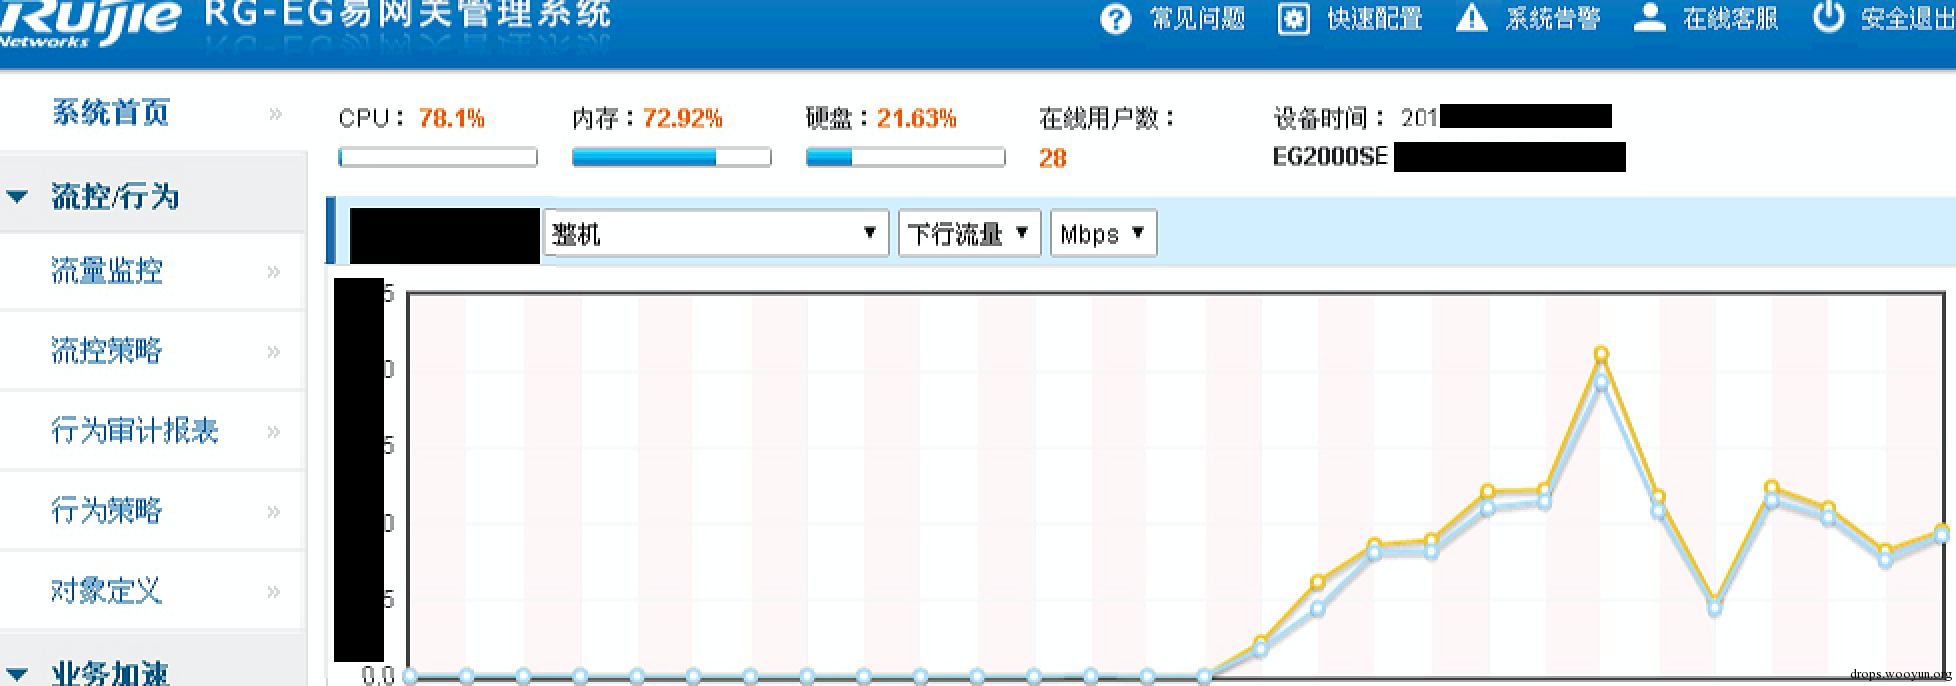 Ruijie Networks RG-EG易网关管理系统 常见问题 快速配置 系统告警 在线客服 安全退出
系统首页
CPU： 78.1% 内存：72.92% 硬盘：21.63% 在线用户数： 设备时间： 201
28 EG2000SE
流控/行为
整机 下行流量 Mbps
流量监控
流控策略
行为审计报表
行为策略
对象定义
业务加速
5
0
5
0
5
0.0
drops.wooyun.org